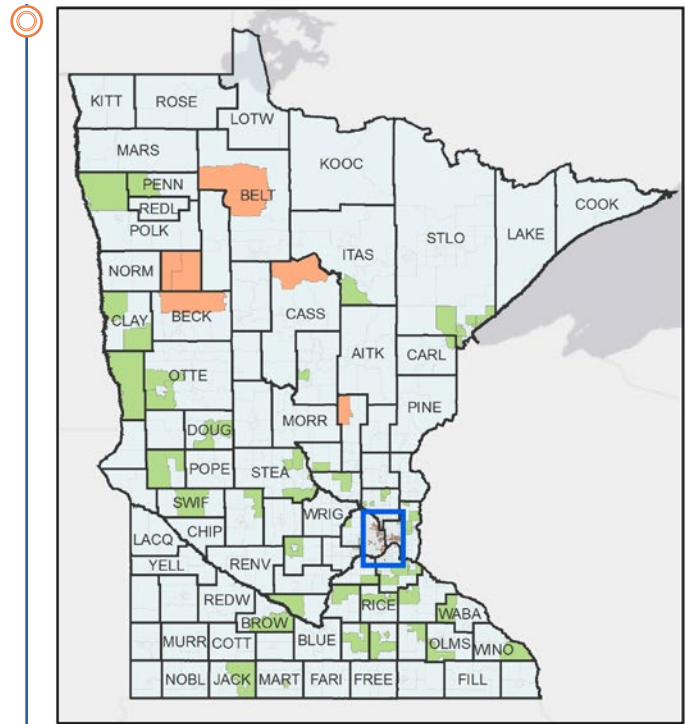 KITT
ROSE
LOTW
MARS
KOOC
PENN
BELT
REDL
COOK
POLK
STLO
LAKE
ITAS
NORM
CASS
BECK
CLAY
AITK
CARL
OTTE
PINE
MORR
DOUG
POPE
STEA
SWIF
WRIG
LACQ
CHIP
YELL
RENV
REDW
RICE
WABA
BROW
MURR
COTT
BLUE
OLMS
WINO
NOBL
JACK
MART
FARI
FREE
FILL